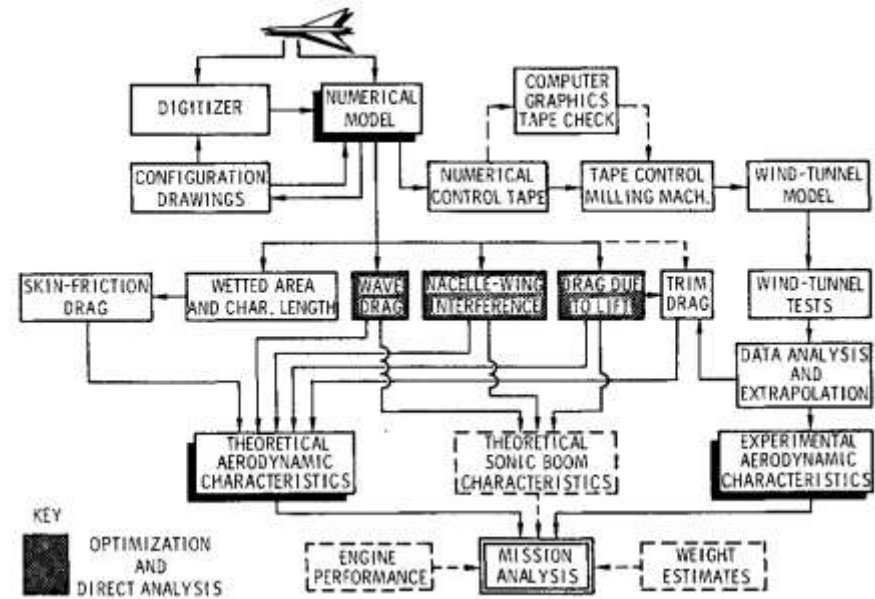 DIGITIZER
NUMERICAL
MODEL
COMPUTER
GRAPHICS
TAPE CHECK
CONFIGURATION
DRAWINGS
NUMERICAL
CONTROL TAPE
TAPE CONTROL
MILLING MACH.
WIND-TUNNEL
MODEL
SKIN-FRICTION
DRAG
WETTED AREA
AND CHAR. LENGTH
WAVE
DRAG
NACELLE-WING
INTERFERENCE
DRAG DUE
TO LIFT
TRIM
DRAG
WIND-TUNNEL
TESTS
DATA ANALYSIS
AND
EXTRAPOLATION
THEORETICAL
AERODYNAMIC
CHARACTERISTICS
THEORETICAL
SONIC BOOM
CHARACTERISTICS
EXPERIMENTAL
AERODYNAMIC
CHARACTERISTICS
KEY
OPTIMIZATION
AND
DIRECT ANALYSIS
ENGINE
PERFORMANCE
MISSION
ANALYSIS
WEIGHT
ESTIMATES